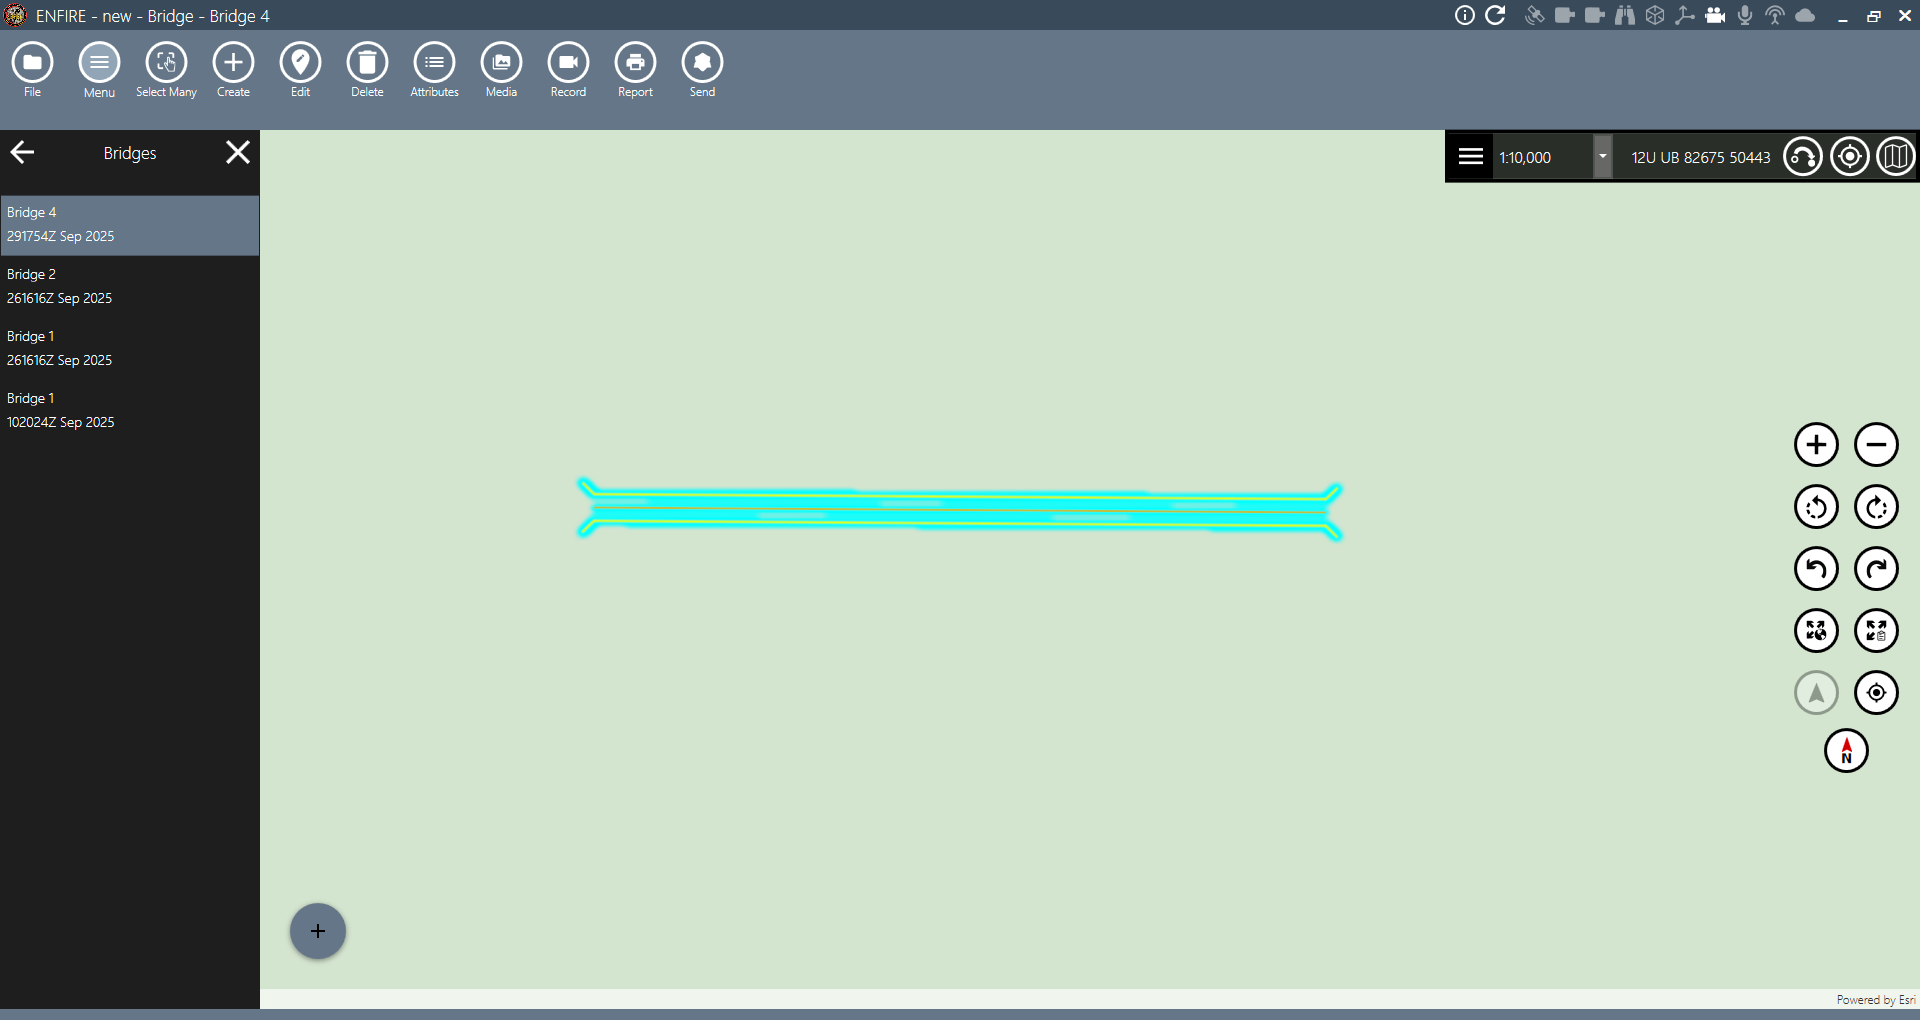 ENFIRE - new - Bridge - Bridge 4
File
Menu
Select Many
Create
Edit
Delete
Attributes
Media
Record
Report
Send
Bridges
1:10,000
12U UB 82675 50443
Bridge 4
291754Z Sep 2025
Bridge 2
261616Z Sep 2025
Bridge 1
261616Z Sep 2025
Bridge 1
102024Z Sep 2025
N
Powered by Esri